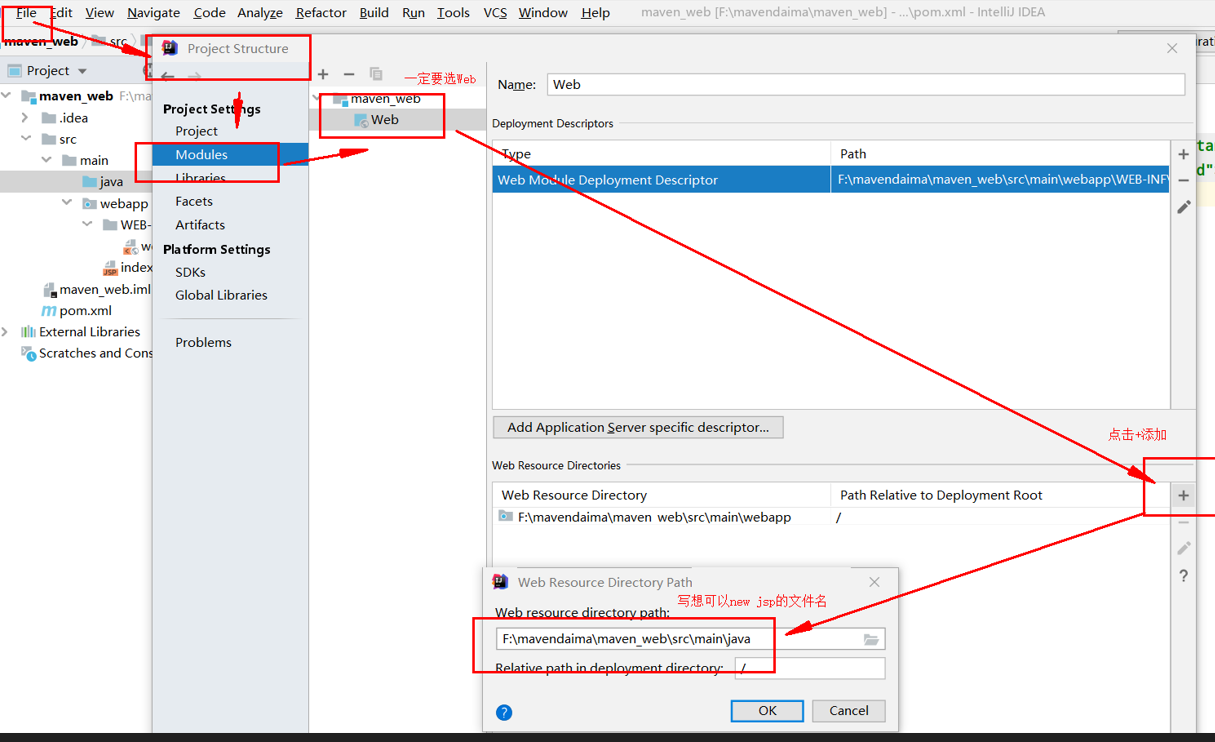 File Edit View Navigate Code Analyze Refactor Build Run Tools VCS Window Help maven_web [F:\mavendaima\maven_web] - ...\pom.xml - IntelliJ IDEA
maven_web src
Project Structure
Project
一定要选Web
maven_web F:\ma
.idea
src
main
java
webapp
WEB-
index
JSP
maven_web.iml
pom.xml
External Libraries
Scratches and Cons
Project Settings
Project
Modules
Libraries
Facets
Artifacts
Platform Settings
SDKs
Global Libraries
Problems
maven_web
Web
Name: Web
Deployment Descriptors
Type Path
Web Module Deployment Descriptor F:\mavendaima\maven_web\src\main\webapp\WEB-INF\
Add Application Server specific descriptor...
点击+添加
Web Resource Directories
Web Resource Directory Path Relative to Deployment Root
F:\mavendaima\maven_web\src\main\webapp /
Web Resource Directory Path
写想可以new jsp的文件名
Web resource directory path:
F:\mavendaima\maven_web\src\main\java
Relative path in deployment directory: /
? OK Cancel